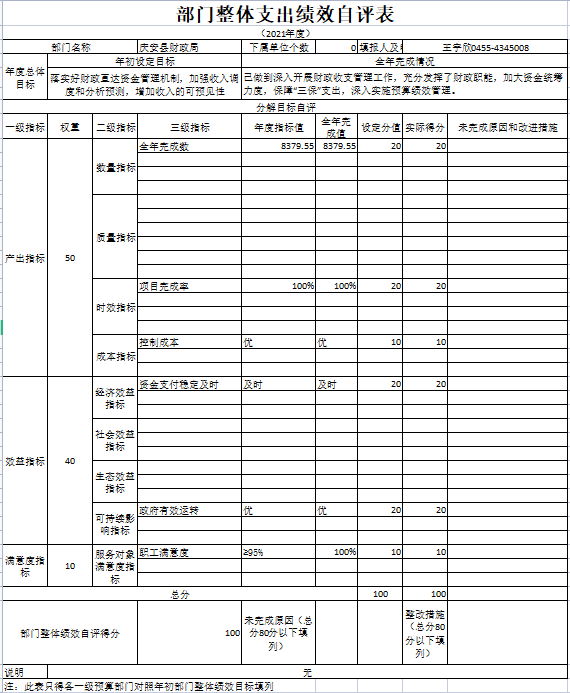 部门整体支出绩效自评表
（2021年度）
部门名称 庆安县财政局 下属单位个数 0 填报人及 王宇欣0455-4345008
年度总体目标 年初设定目标 全年完成情况
落实好财政直达资金管理机制，加强收入调度和分析预测，增加收入的可预见性
已做到深入开展财政收支管理工作，充分发挥了财政职能，加大资金统筹力度，保障“三保”支出，深入实施预算绩效管理。
分解目标自评
一级指标 权重 二级指标 三级指标 年度指标值 全年完成值 设定分值 实际得分 未完成原因和改进措施
产出指标 50 数量指标 全年完成数 8379.55 8379.55 20 20
质量指标
时效指标 项目完成率 100% 100% 20 20
成本指标 控制成本 优 优 10 10
效益指标 40 经济效益指标 资金支付稳定及时 及时 及时 20 20
社会效益指标
生态效益指标
可持续影响指标 政府有效运转 优 优 20 20
满意度指标 10 服务对象满意度指标 职工满意度 ≥95% 100% 10 10
总分 100 100
部门整体绩效自评得分 100 未完成原因（总分80分以下填列） 整改措施（总分80分以下填列）
说明 无
注：此表只得各一级预算部门对照年初部门整体绩效目标填列